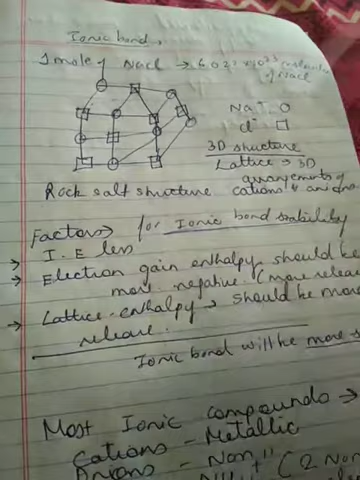 Ionic bond,
1 mole of NaCl → 6.022 x 10²³ molecules
of NaCl
Na I. O
Cl⁻ □
3D structure
Lattice → 3D
arrangements of
Rock salt structure cations & anions
Factors for Ionic bond stability
→ I.E less
→ Electron gain enthalpy should be
more negative. (more release
→ Lattice enthalpy → should be more
release.
Ionic bond will be more s
Most Ionic compounds →
Cations - Metallic
Anions - Non
(2 Non